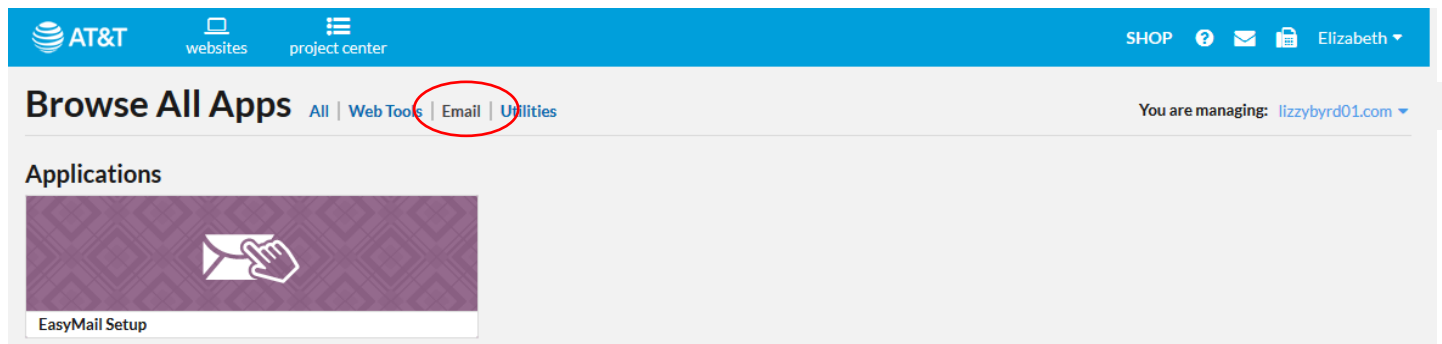 AT&T websites project center SHOP ? Elizabeth
Browse All Apps All | Web Tools | Email | Utilities You are managing: lizzybyrd01.com
Applications
EasyMail Setup